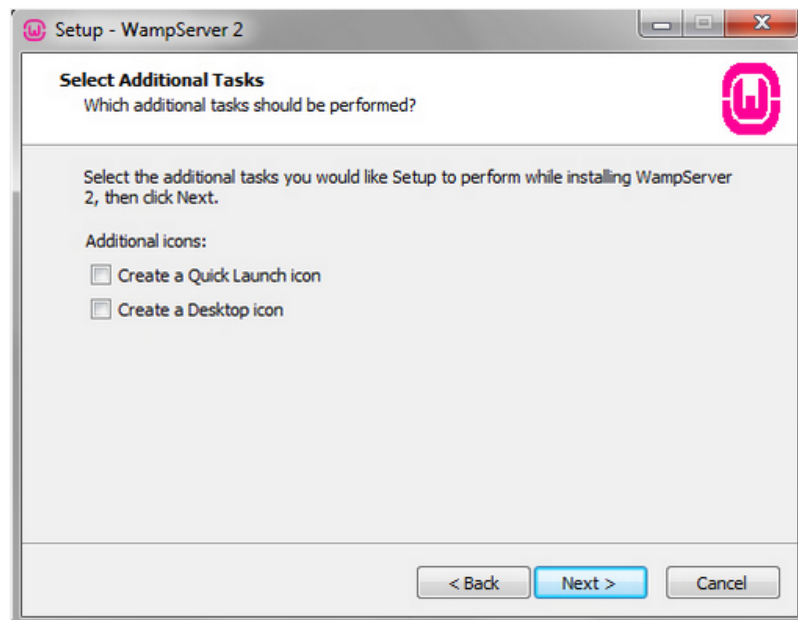 Setup - WampServer 2
Select Additional Tasks
Which additional tasks should be performed?
Select the additional tasks you would like Setup to perform while installing WampServer
2, then click Next.
Additional icons:
Create a Quick Launch icon
Create a Desktop icon
< Back
Next >
Cancel